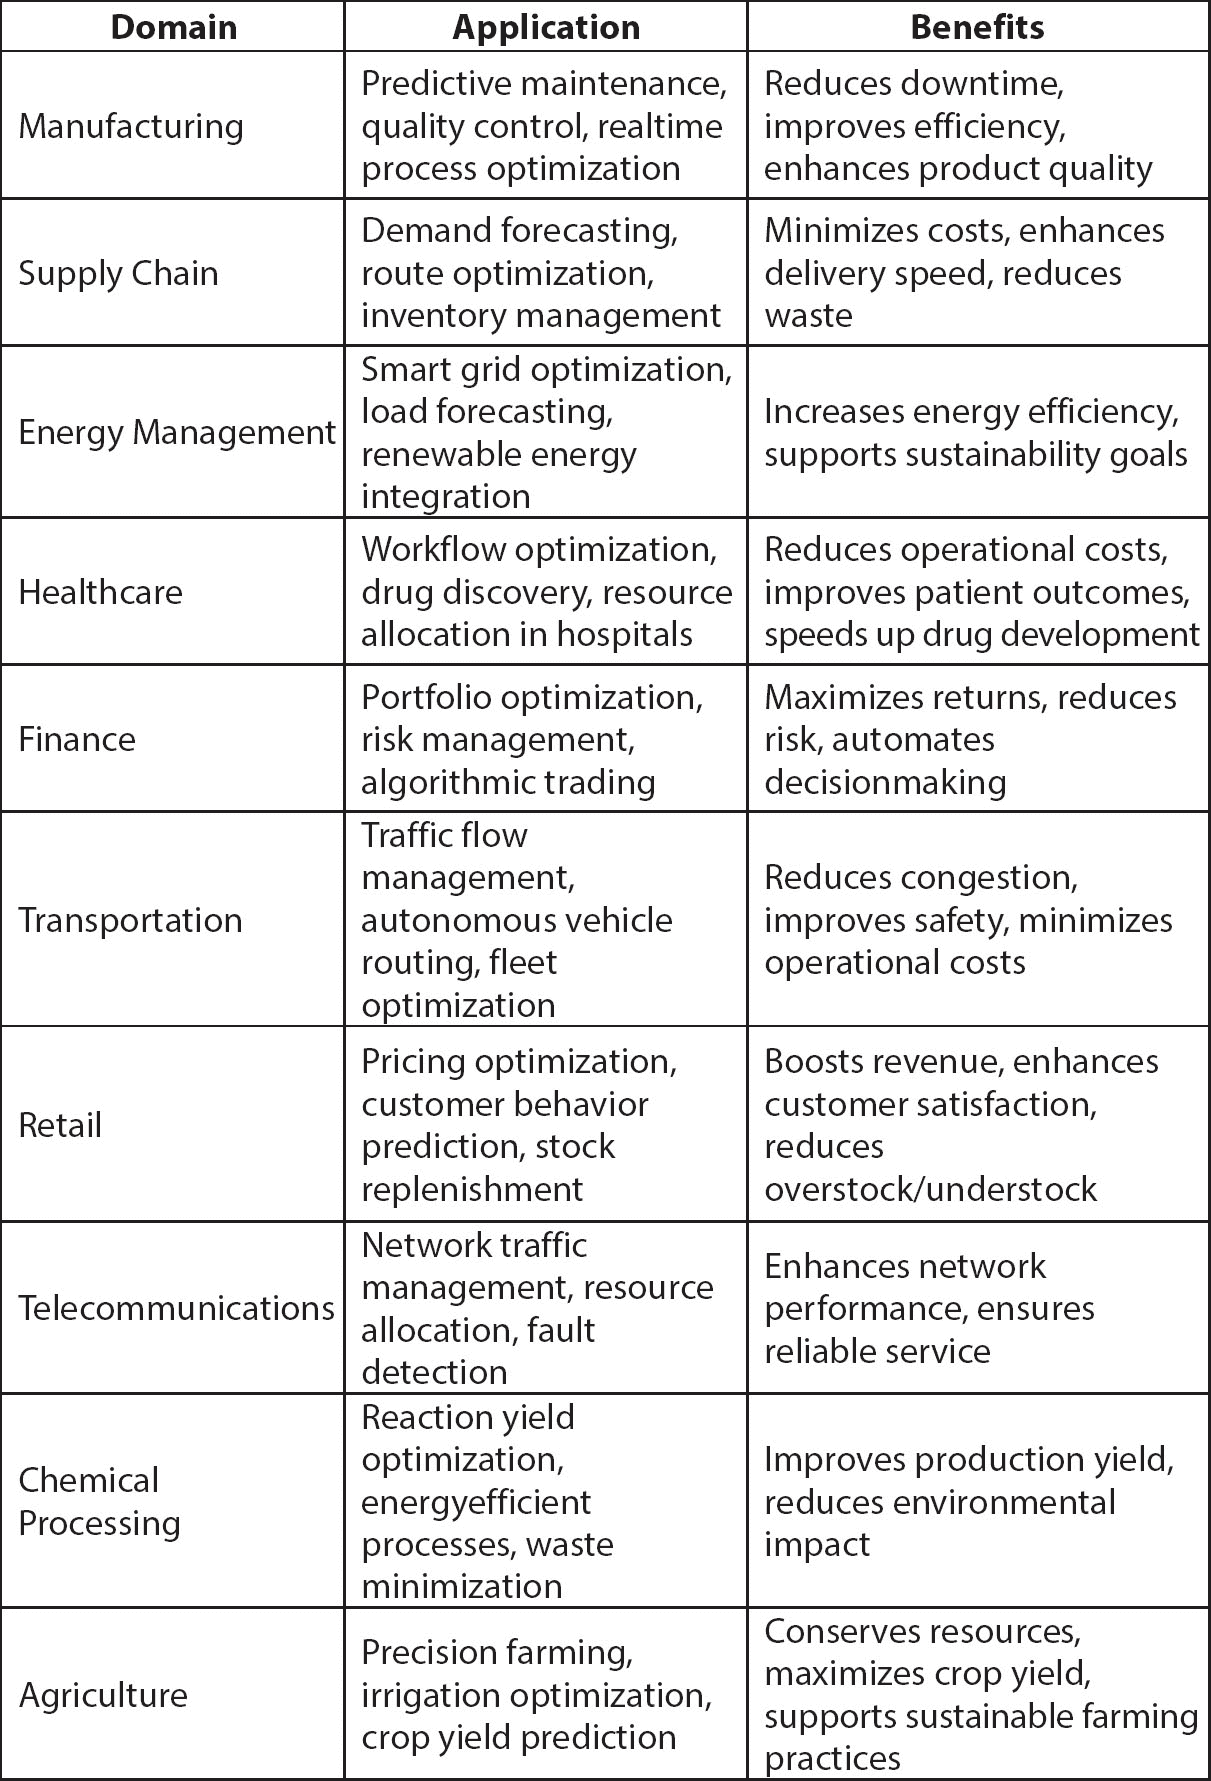 Domain Application Benefits
Manufacturing
Predictive maintenance,
quality control, realtime
process optimization
Reduces downtime,
improves efficiency,
enhances product quality
Supply Chain
Demand forecasting,
route optimization,
inventory management
Minimizes costs, enhances
delivery speed, reduces
waste
Energy Management
Smart grid optimization,
load forecasting,
renewable energy
integration
Increases energy efficiency,
supports sustainability goals
Healthcare
Workflow optimization,
drug discovery, resource
allocation in hospitals
Reduces operational costs,
improves patient outcomes,
speeds up drug development
Finance
Portfolio optimization,
risk management,
algorithmic trading
Maximizes returns, reduces
risk, automates
decisionmaking
Transportation
Traffic flow
management,
autonomous vehicle
routing, fleet
optimization
Reduces congestion,
improves safety, minimizes
operational costs
Retail
Pricing optimization,
customer behavior
prediction, stock
replenishment
Boosts revenue, enhances
customer satisfaction,
reduces
overstock/understock
Telecommunications
Network traffic
management, resource
allocation, fault
detection
Enhances network
performance, ensures
reliable service
Chemical
Processing
Reaction yield
optimization,
energyefficient
processes, waste
minimization
Improves production yield,
reduces environmental
impact
Agriculture
Precision farming,
irrigation optimization,
crop yield prediction
Conserves resources,
maximizes crop yield,
supports sustainable farming
practices